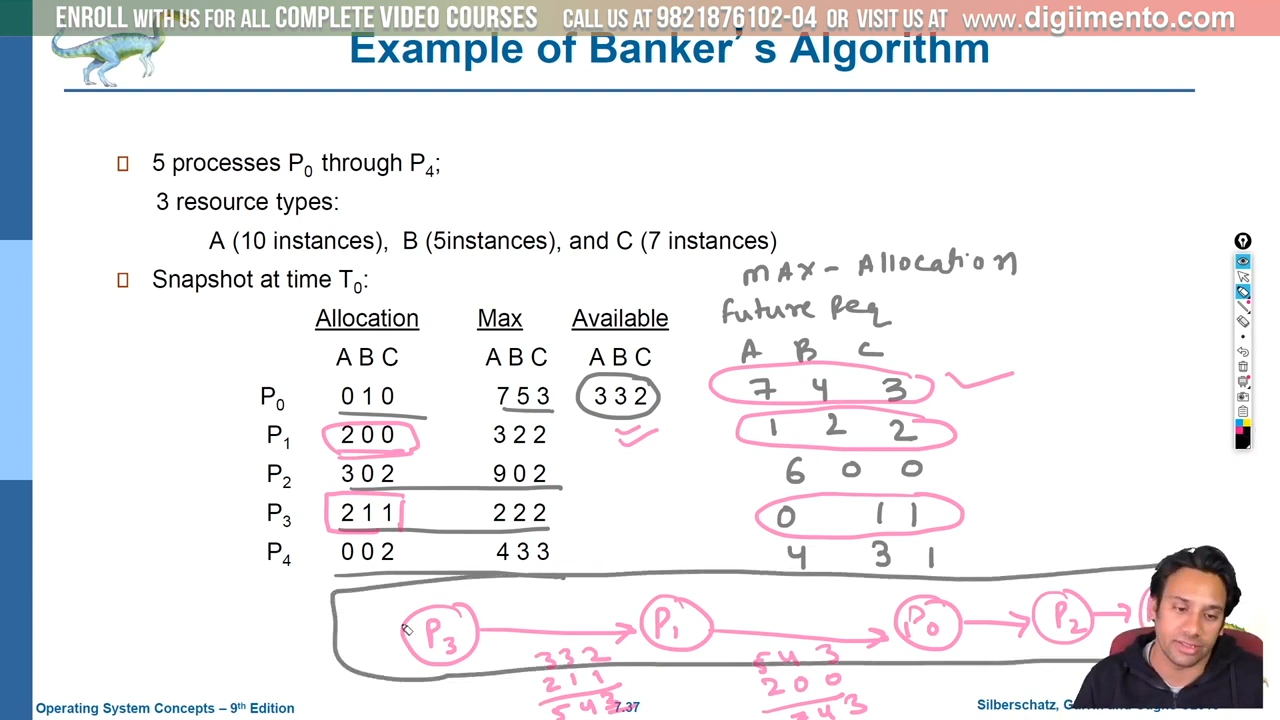 ENROLL WITH US FOR ALL COMPLETE VIDEO COURSES CALL US AT 9821876102-04 OR VISIT US AT www.digiimento.com
Example of Banker's Algorithm
5 processes P0 through P4;
3 resource types:
A (10 instances), B (5instances), and C (7 instances)
MAX - Allocation
Snapshot at time T0:
Future Req
Allocation Max Available
A B C A B C A B C A B C
P0 0 1 0 7 5 3 3 3 2 7 4 3
P1 2 0 0 3 2 2 1 2 2
P2 3 0 2 9 0 2 6 0 0
P3 2 1 1 2 2 2 0 1 1
P4 0 0 2 4 3 3 4 3 1
P3 P1 P0 P2
3 3 2 5 4 3
2 1 1 2 0 0
5 4 3 7 4 3
Operating System Concepts – 9th Edition 7.37 Silberschatz,